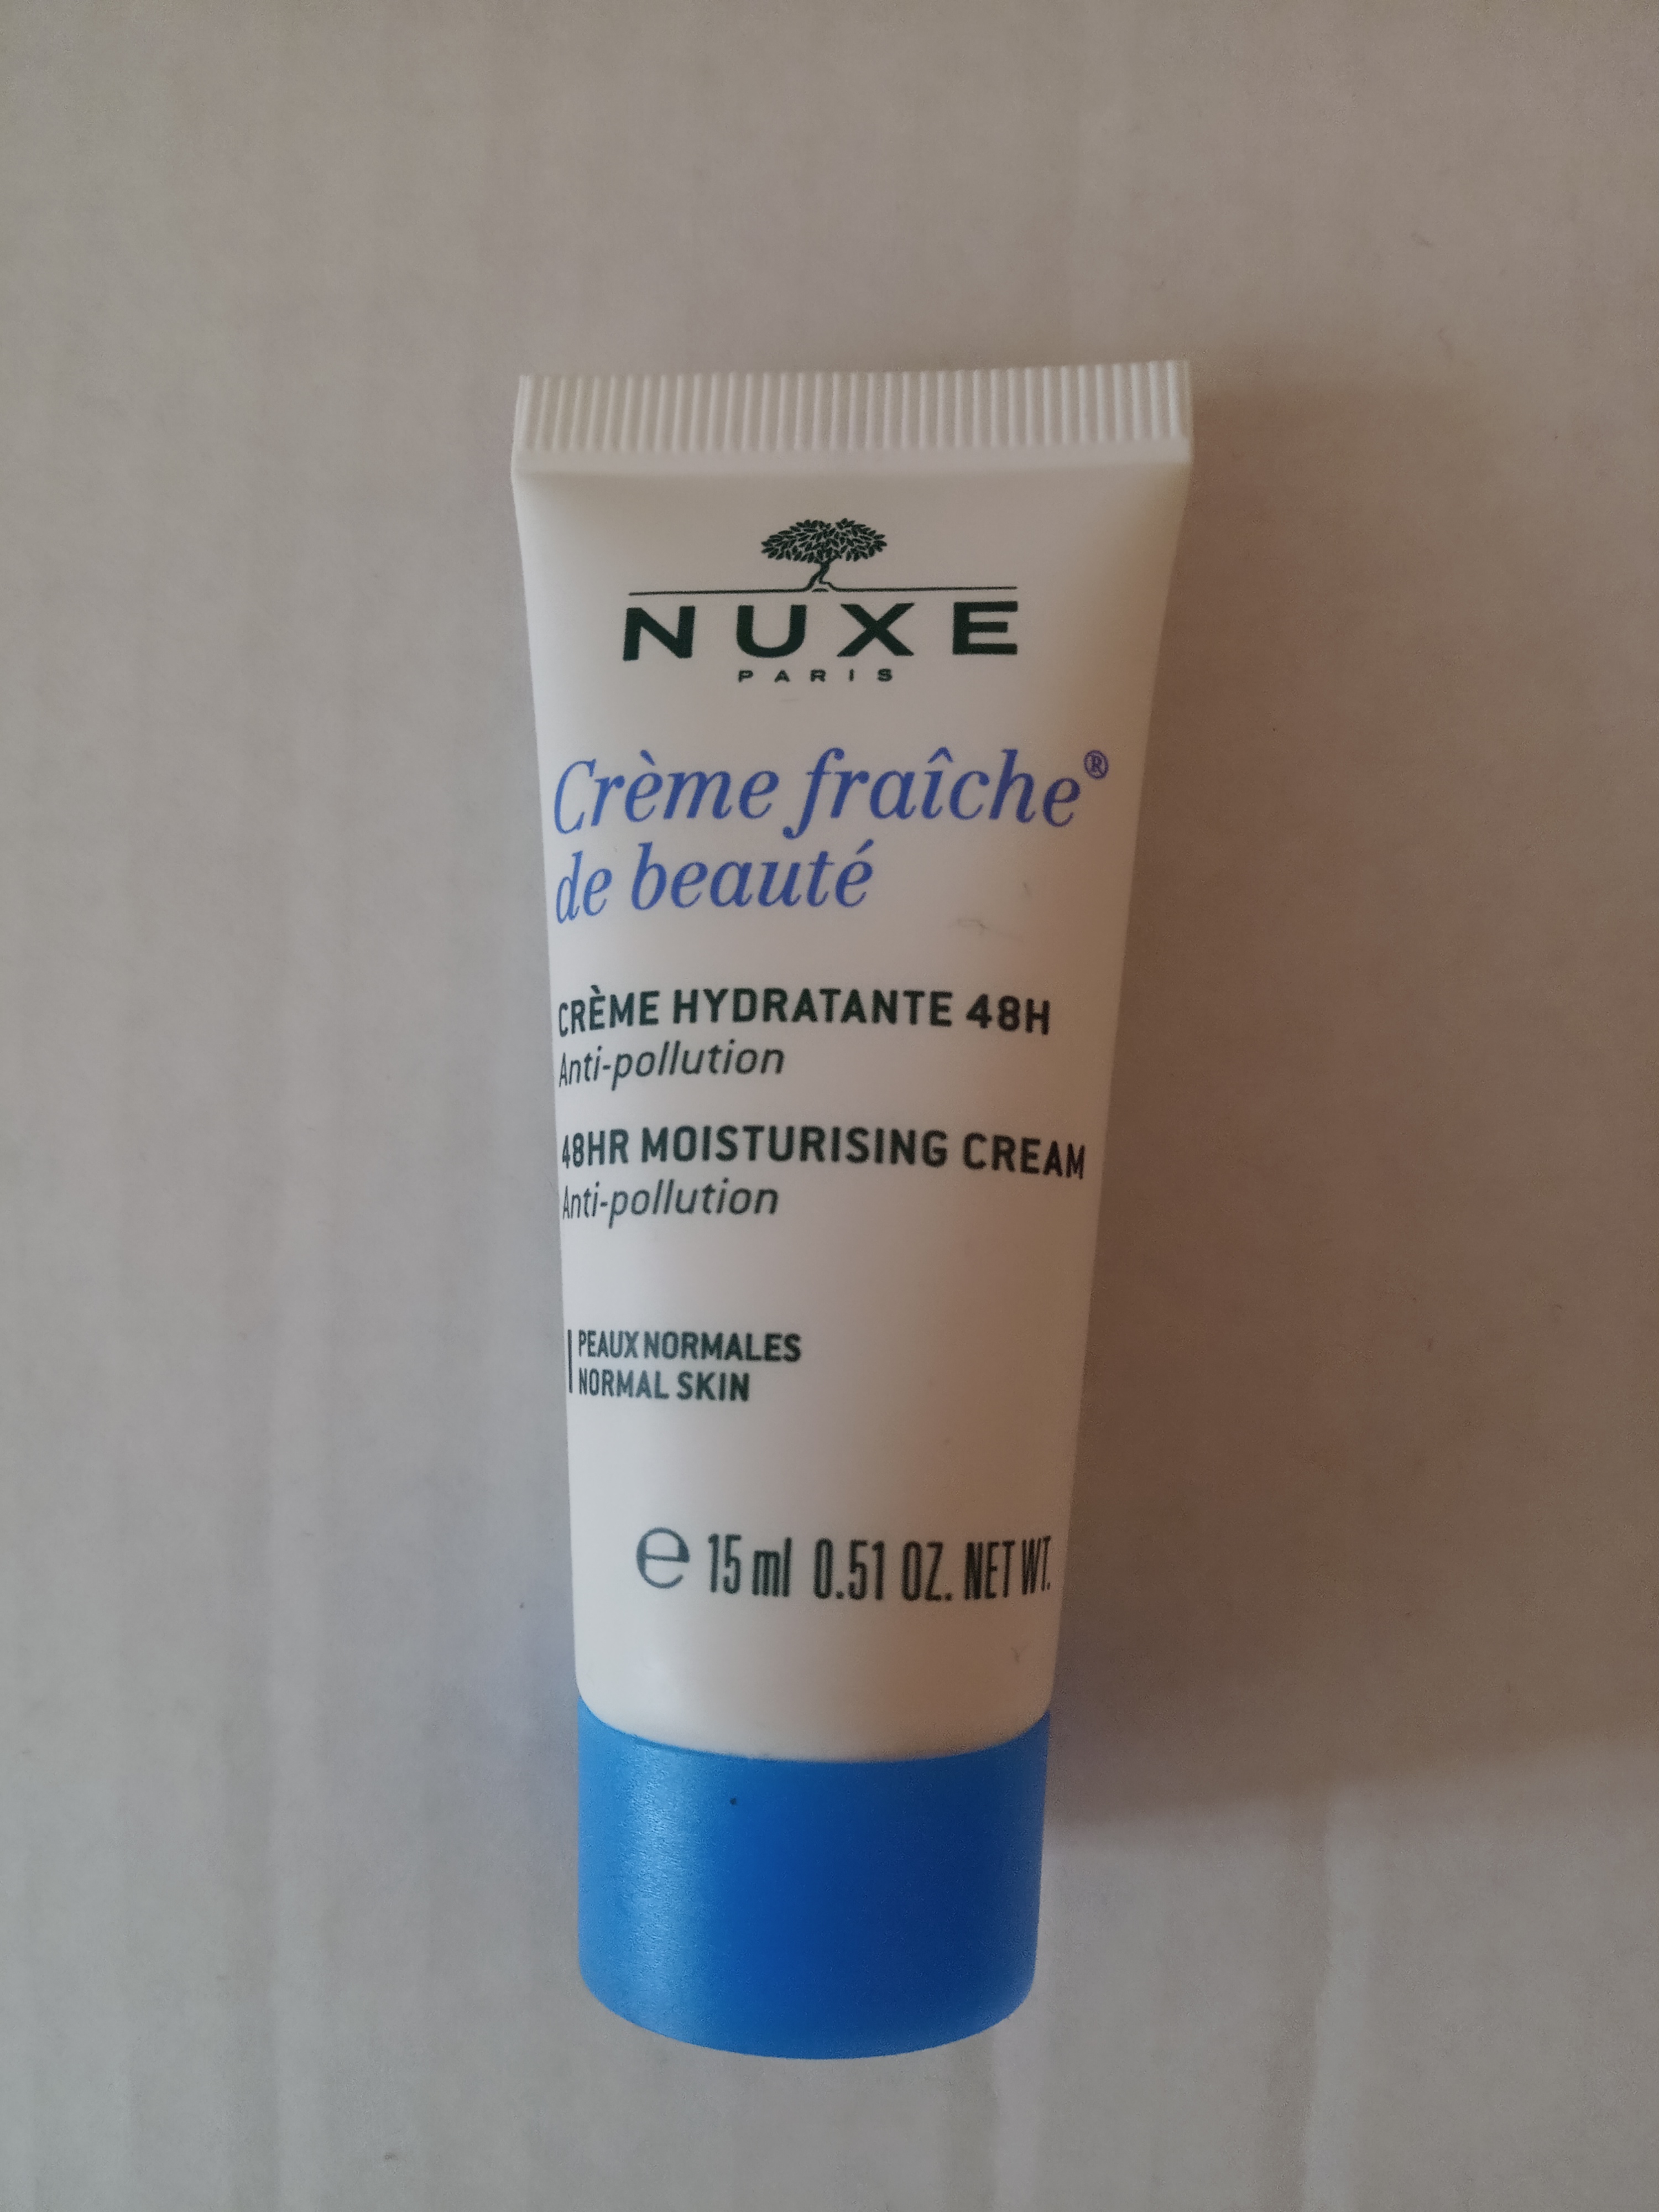 NUXE
PARIS
Crème fraîche®
de beauté
CRÈME HYDRATANTE 48H
Anti-pollution
48HR MOISTURISING CREAM
Anti-pollution
PEAUX NORMALES
NORMAL SKIN
℮ 15 ml 0.51 OZ. NET WT.